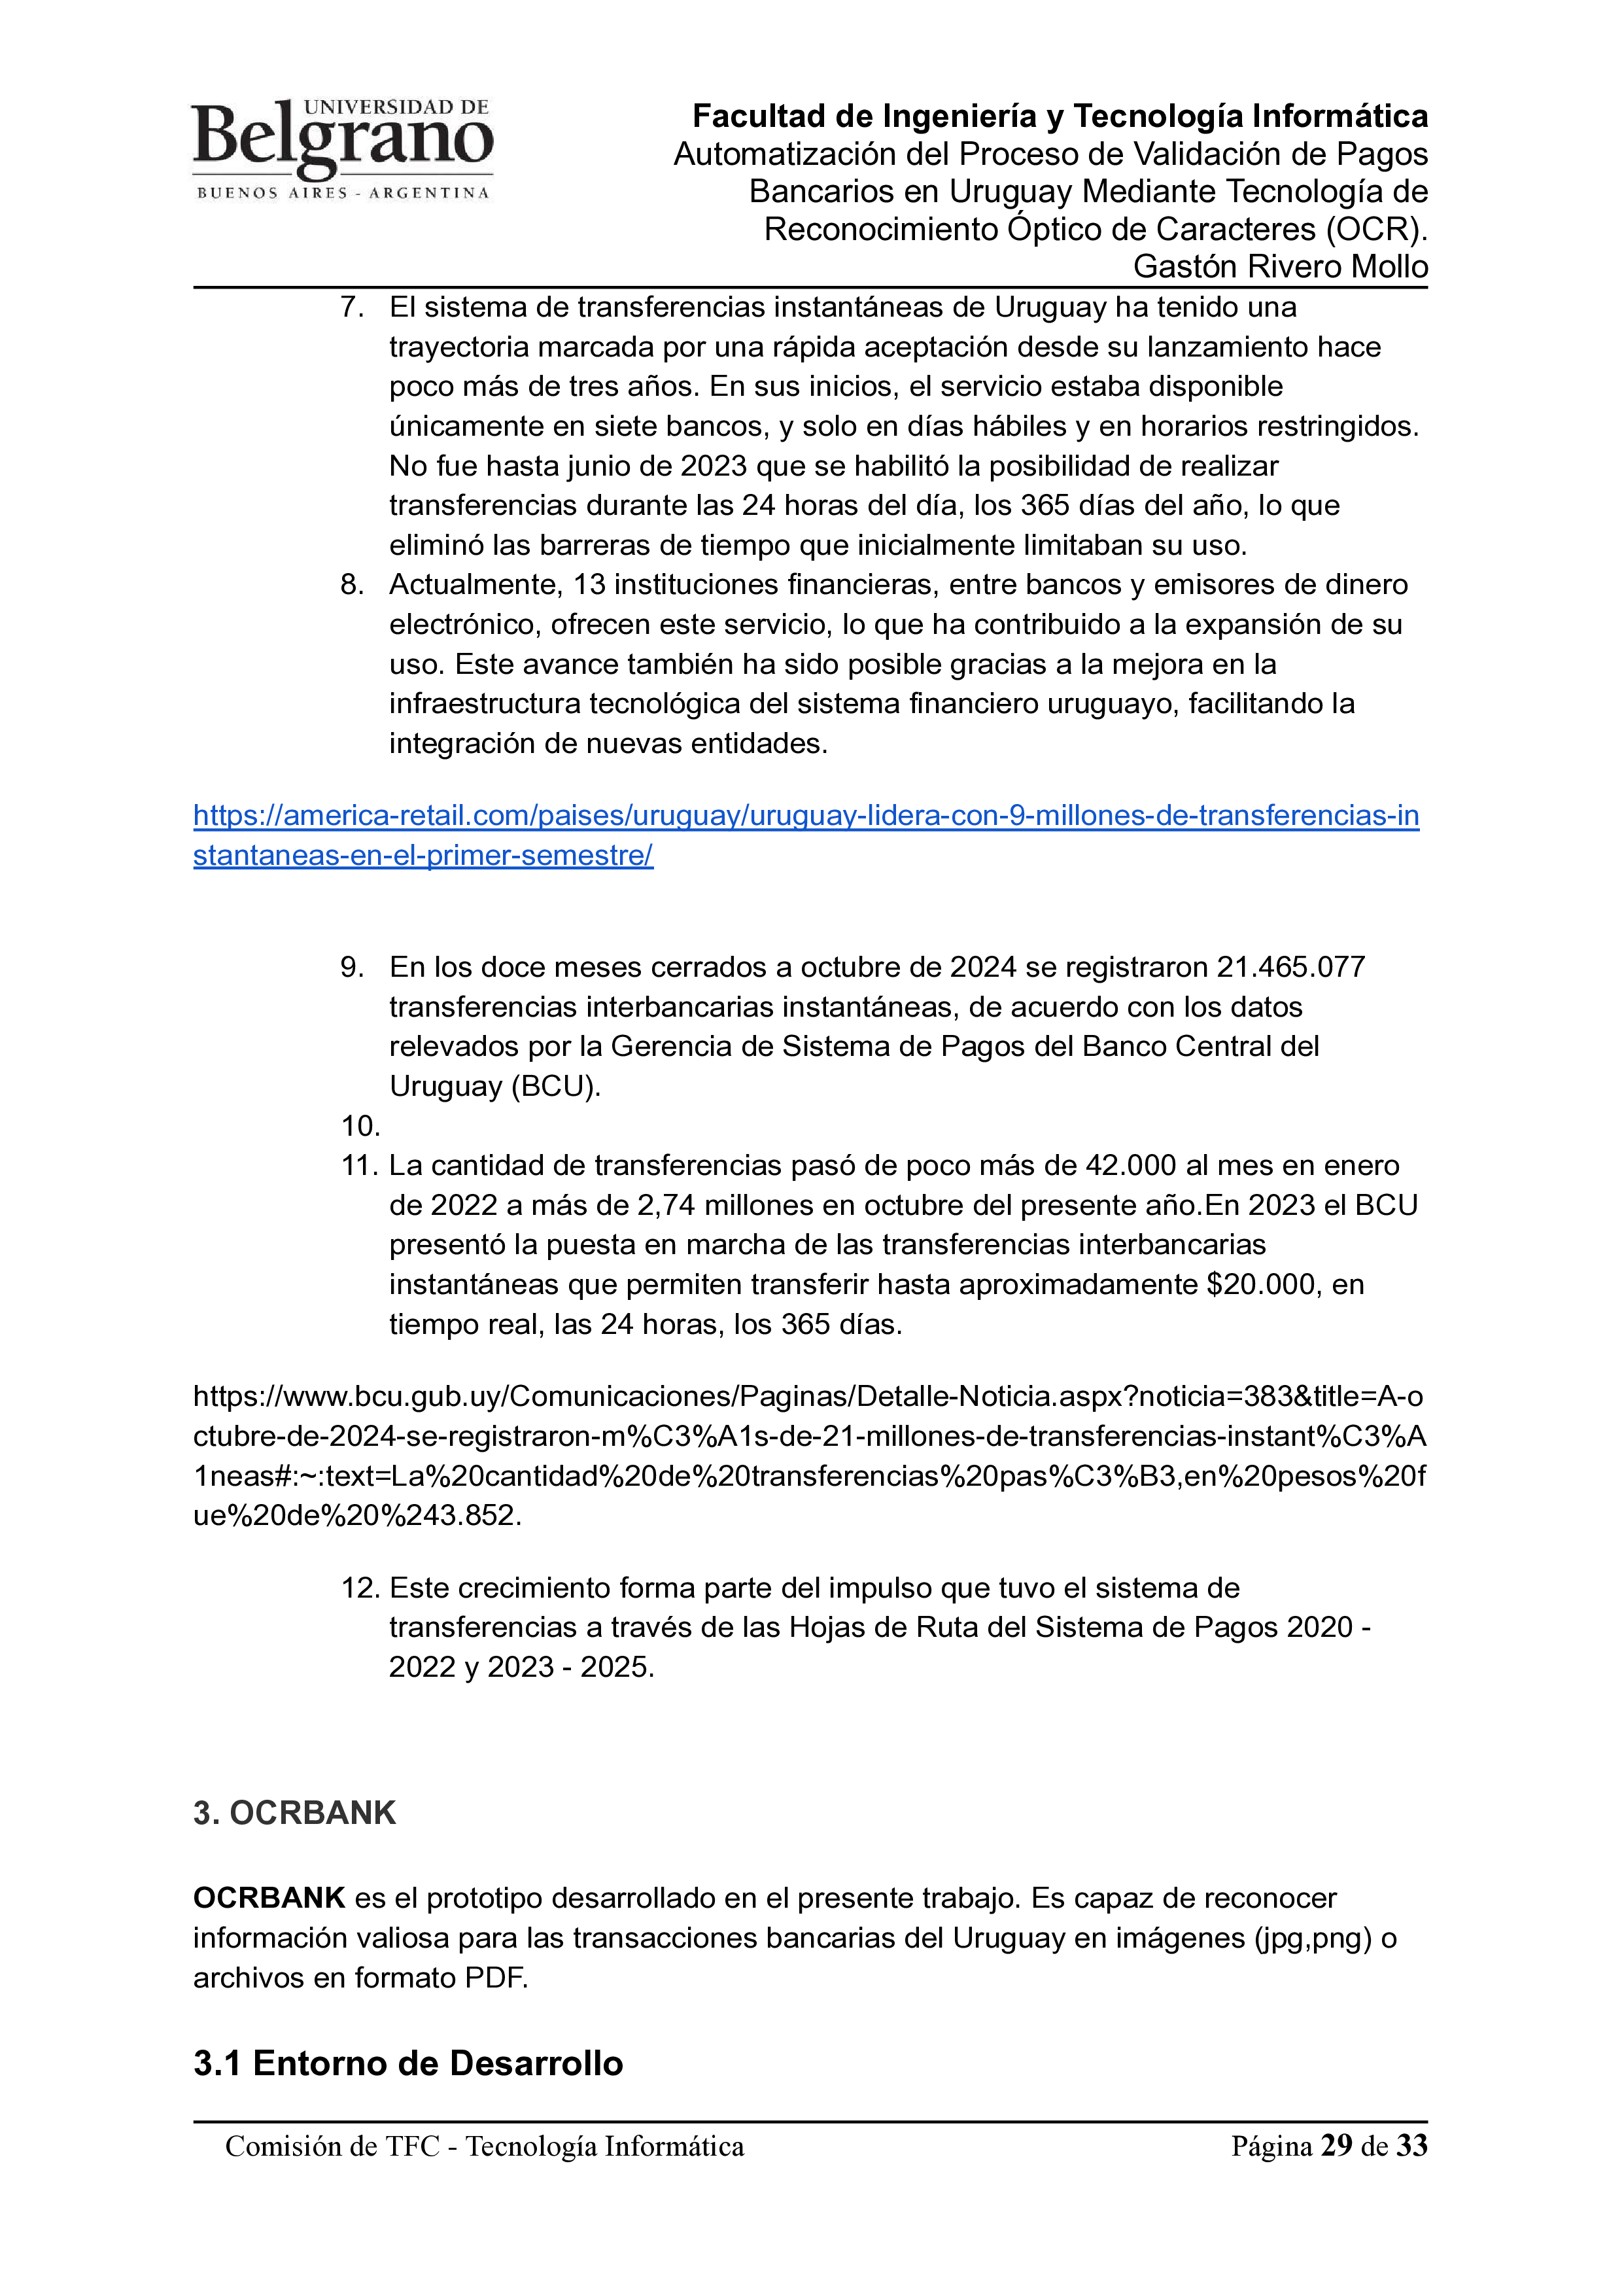 UNIVERSIDAD DE
Belgrano
BUENOS AIRES - ARGENTINA
Facultad de Ingeniería y Tecnología Informática
Automatización del Proceso de Validación de Pagos
Bancarios en Uruguay Mediante Tecnología de
Reconocimiento Óptico de Caracteres (OCR).
Gastón Rivero Mollo
7. El sistema de transferencias instantáneas de Uruguay ha tenido una
trayectoria marcada por una rápida aceptación desde su lanzamiento hace
poco más de tres años. En sus inicios, el servicio estaba disponible
únicamente en siete bancos, y solo en días hábiles y en horarios restringidos.
No fue hasta junio de 2023 que se habilitó la posibilidad de realizar
transferencias durante las 24 horas del día, los 365 días del año, lo que
eliminó las barreras de tiempo que inicialmente limitaban su uso.
8. Actualmente, 13 instituciones financieras, entre bancos y emisores de dinero
electrónico, ofrecen este servicio, lo que ha contribuido a la expansión de su
uso. Este avance también ha sido posible gracias a la mejora en la
infraestructura tecnológica del sistema financiero uruguayo, facilitando la
integración de nuevas entidades.
https://america-retail.com/paises/uruguay/uruguay-lidera-con-9-millones-de-transferencias-in
stantaneas-en-el-primer-semestre/
9. En los doce meses cerrados a octubre de 2024 se registraron 21.465.077
transferencias interbancarias instantáneas, de acuerdo con los datos
relevados por la Gerencia de Sistema de Pagos del Banco Central del
Uruguay (BCU).
10.
11. La cantidad de transferencias pasó de poco más de 42.000 al mes en enero
de 2022 a más de 2,74 millones en octubre del presente año.En 2023 el BCU
presentó la puesta en marcha de las transferencias interbancarias
instantáneas que permiten transferir hasta aproximadamente $20.000, en
tiempo real, las 24 horas, los 365 días.
https://www.bcu.gub.uy/Comunicaciones/Paginas/Detalle-Noticia.aspx?noticia=383&title=A-o
ctubre-de-2024-se-registraron-m%C3%A1s-de-21-millones-de-transferencias-instant%C3%A
1neas#:~:text=La%20cantidad%20de%20transferencias%20pas%C3%B3,en%20pesos%20f
ue%20de%20%243.852.
12. Este crecimiento forma parte del impulso que tuvo el sistema de
transferencias a través de las Hojas de Ruta del Sistema de Pagos 2020 -
2022 y 2023 - 2025.
3. OCRBANK
OCRBANK es el prototipo desarrollado en el presente trabajo. Es capaz de reconocer
información valiosa para las transacciones bancarias del Uruguay en imágenes (jpg,png) o
archivos en formato PDF.
3.1 Entorno de Desarrollo
Comisión de TFC - Tecnología Informática Página 29 de 33